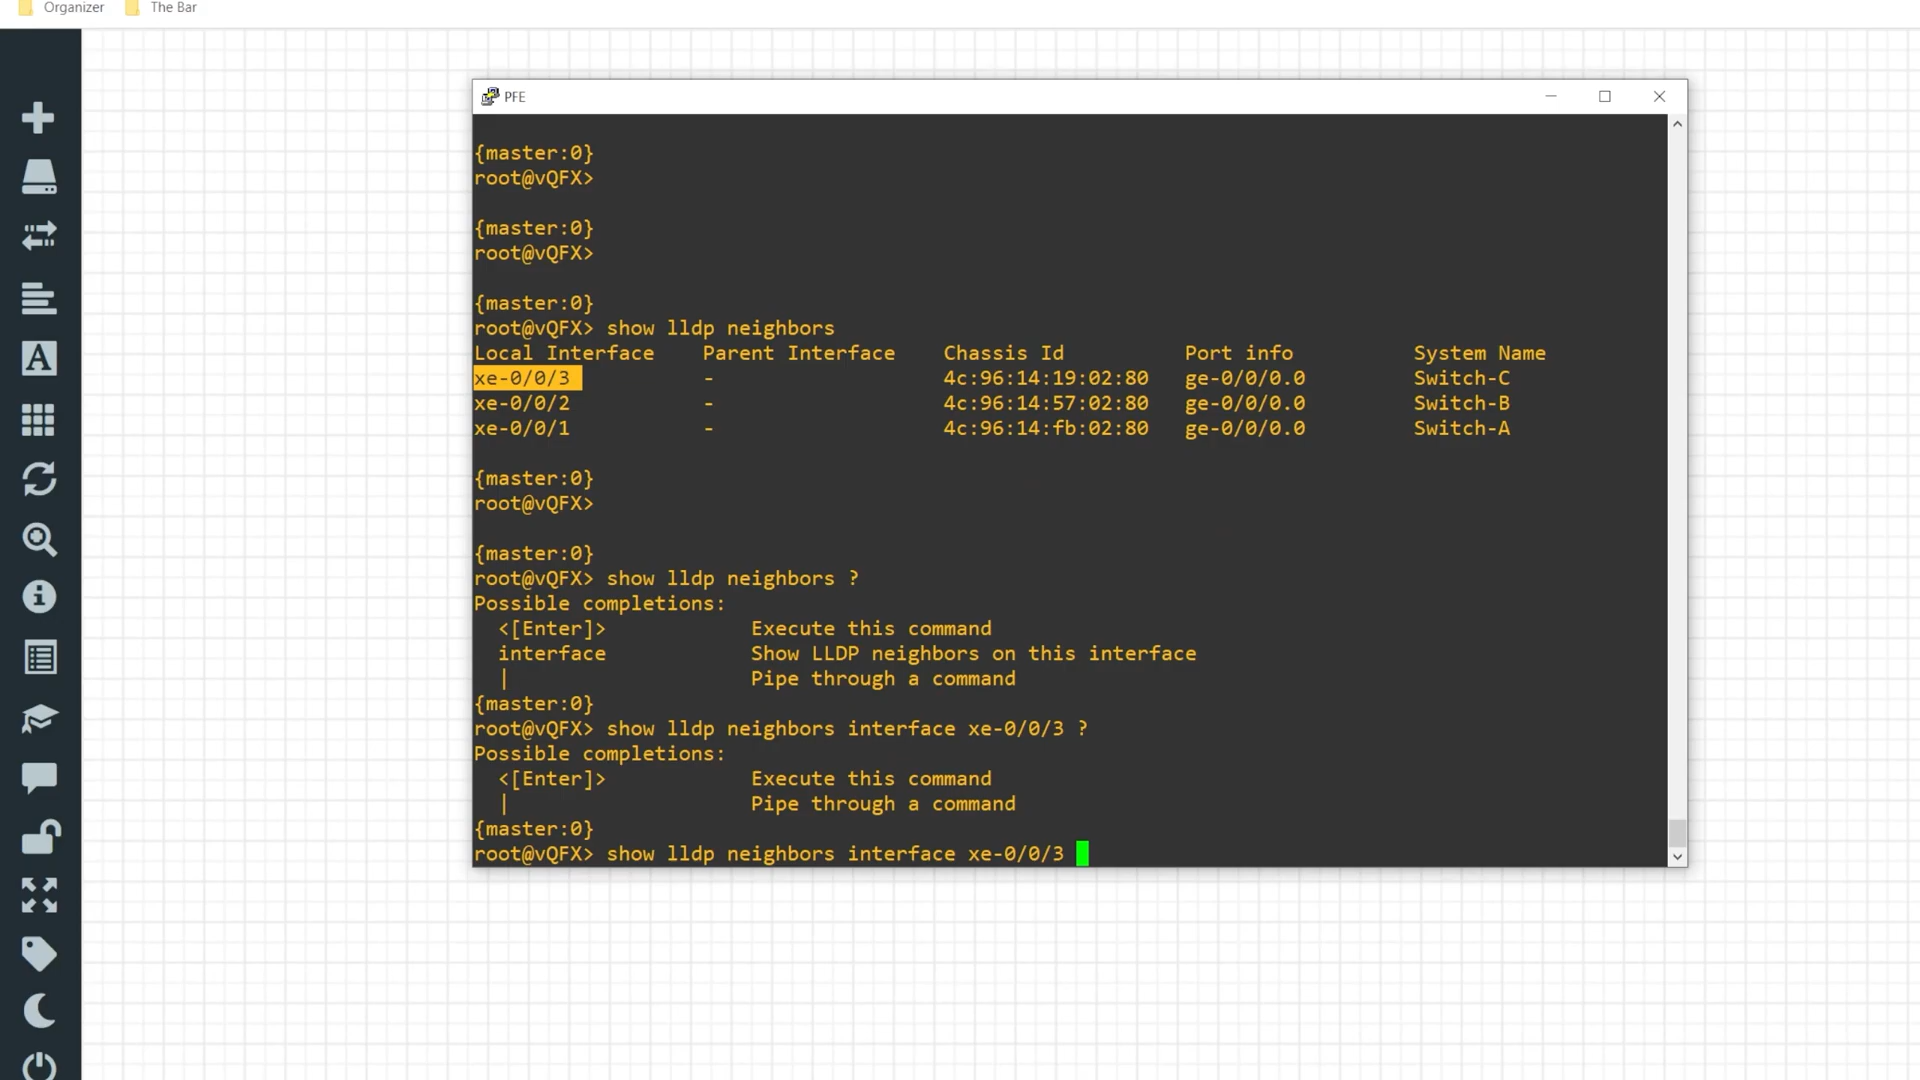 Organizer The Bar
PFE
{master:0}
root@vQFX>
{master:0}
root@vQFX>
{master:0}
root@vQFX> show lldp neighbors
Local Interface Parent Interface Chassis Id Port info System Name
xe-0/0/3 - 4c:96:14:19:02:80 ge-0/0/0.0 Switch-C
xe-0/0/2 - 4c:96:14:57:02:80 ge-0/0/0.0 Switch-B
xe-0/0/1 - 4c:96:14:fb:02:80 ge-0/0/0.0 Switch-A
{master:0}
root@vQFX>
{master:0}
root@vQFX> show lldp neighbors ?
Possible completions:
<[Enter]> Execute this command
interface Show LLDP neighbors on this interface
| Pipe through a command
{master:0}
root@vQFX> show lldp neighbors interface xe-0/0/3 ?
Possible completions:
<[Enter]> Execute this command
| Pipe through a command
{master:0}
root@vQFX> show lldp neighbors interface xe-0/0/3